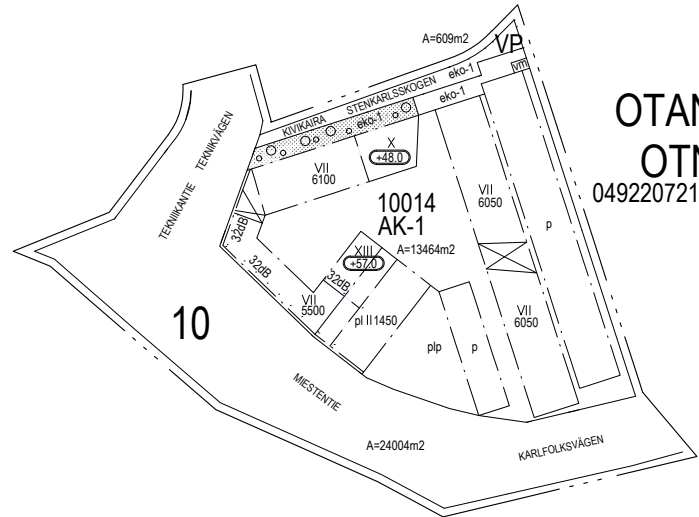 A=609m2
VP
vm
eko-1
eko-1
KIVIKAIRA STENKARLSSKOGEN
eko-1
TEKNIIKANTIE TEKNIKVÄGEN
X
+48.0
VII
6100
OTAN
OTN
049220721
10014
AK-1
A=13464m2
VII
6050
p
32dB
32dB
XIII
+57.0
32dB
VII
5500
pl II 1450
VII
6050
10
plp
p
MIESTENTIE
A=24004m2
KARLFOLKSVÄGEN